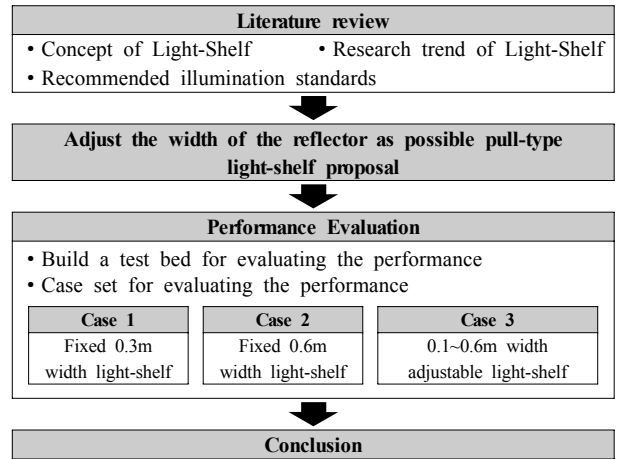 Literature review
• Concept of Light-Shelf • Research trend of Light-Shelf
• Recommended illumination standards
Adjust the width of the reflector as possible pull-type
light-shelf proposal
Performance Evaluation
• Build a test bed for evaluating the performance
• Case set for evaluating the performance
Case 1
Fixed 0.3m
width light-shelf
Case 2
Fixed 0.6m
width light-shelf
Case 3
0.1~0.6m width
adjustable light-shelf
Conclusion